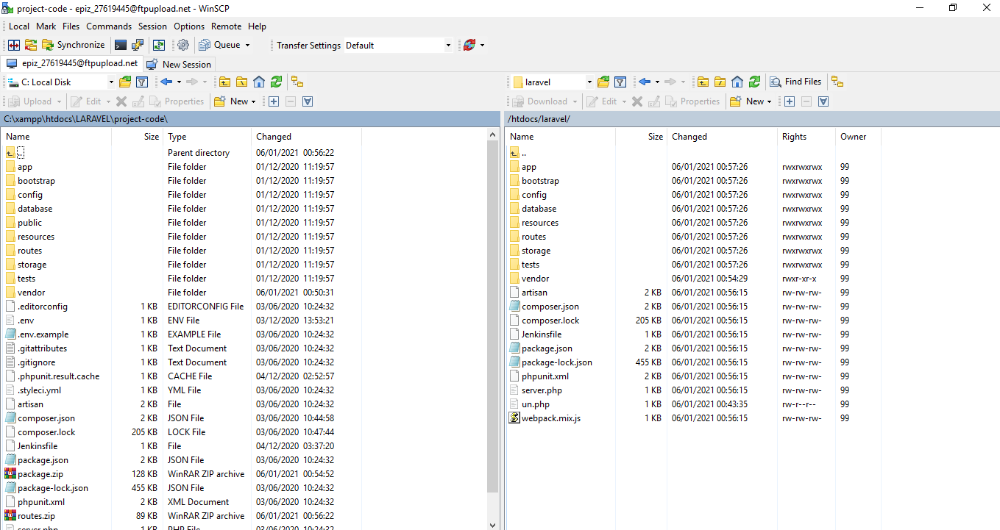 project-code - epiz_27619445@ftpupload.net - WinSCP
Local Mark Files Commands Session Options Remote Help
Synchronize Queue Transfer Settings Default
epiz_27619445@ftpupload.net New Session
C: Local Disk
Upload Edit Properties New
C:\xampp\htdocs\LARAVEL\project-code\
Name Size Type Changed
.. Parent directory 06/01/2021 00:56:22
app File folder 01/12/2020 11:19:57
bootstrap File folder 01/12/2020 11:19:57
config File folder 01/12/2020 11:19:57
database File folder 01/12/2020 11:19:57
public File folder 01/12/2020 11:19:57
resources File folder 01/12/2020 11:19:57
routes File folder 01/12/2020 11:19:57
storage File folder 01/12/2020 11:19:57
tests File folder 01/12/2020 11:19:57
vendor File folder 06/01/2021 00:50:31
.editorconfig 1 KB EDITORCONFIG File 03/06/2020 10:24:32
.env 1 KB ENV File 03/12/2020 13:53:21
.env.example 1 KB EXAMPLE File 03/06/2020 10:24:32
.gitattributes 1 KB Text Document 03/06/2020 10:24:32
.gitignore 1 KB Text Document 03/06/2020 10:24:32
.phpunit.result.cache 1 KB CACHE File 04/12/2020 02:52:57
.styleci.yml 1 KB YML File 03/06/2020 10:24:32
artisan 2 KB File 03/06/2020 10:24:32
composer.json 2 KB JSON File 03/06/2020 10:44:58
composer.lock 205 KB LOCK File 03/06/2020 10:47:44
Jenkinsfile 1 KB File 04/12/2020 03:37:20
package.json 2 KB JSON File 03/06/2020 10:24:32
package.zip 128 KB WinRAR ZIP archive 06/01/2021 00:54:52
package-lock.json 455 KB JSON File 03/06/2020 10:24:32
phpunit.xml 2 KB XML Document 03/06/2020 10:24:32
routes.zip 89 KB WinRAR ZIP archive 06/01/2021 00:56:22
server.php 1 KB PHP File 03/06/2020 10:24:32
laravel Find Files
Download Edit Properties New
/htdocs/laravel/
Name Size Changed Rights Owner
..
app 06/01/2021 00:57:26 rwxrwxrwx 99
bootstrap 06/01/2021 00:57:26 rwxrwxrwx 99
config 06/01/2021 00:57:26 rwxrwxrwx 99
database 06/01/2021 00:57:26 rwxrwxrwx 99
resources 06/01/2021 00:57:26 rwxrwxrwx 99
routes 06/01/2021 00:57:26 rwxrwxrwx 99
storage 06/01/2021 00:57:26 rwxrwxrwx 99
tests 06/01/2021 00:57:26 rwxrwxrwx 99
vendor 06/01/2021 00:54:29 rwxr-xr-x 99
artisan 2 KB 06/01/2021 00:56:15 rw-rw-rw- 99
composer.json 2 KB 06/01/2021 00:56:15 rw-rw-rw- 99
composer.lock 205 KB 06/01/2021 00:56:15 rw-rw-rw- 99
Jenkinsfile 1 KB 06/01/2021 00:56:15 rw-rw-rw- 99
package.json 2 KB 06/01/2021 00:56:15 rw-rw-rw- 99
package-lock.json 455 KB 06/01/2021 00:56:15 rw-rw-rw- 99
phpunit.xml 2 KB 06/01/2021 00:56:15 rw-rw-rw- 99
server.php 1 KB 06/01/2021 00:56:15 rw-rw-rw- 99
un.php 1 KB 06/01/2021 00:43:35 rw-r--r-- 99
webpack.mix.js 1 KB 06/01/2021 00:56:15 rw-rw-rw- 99